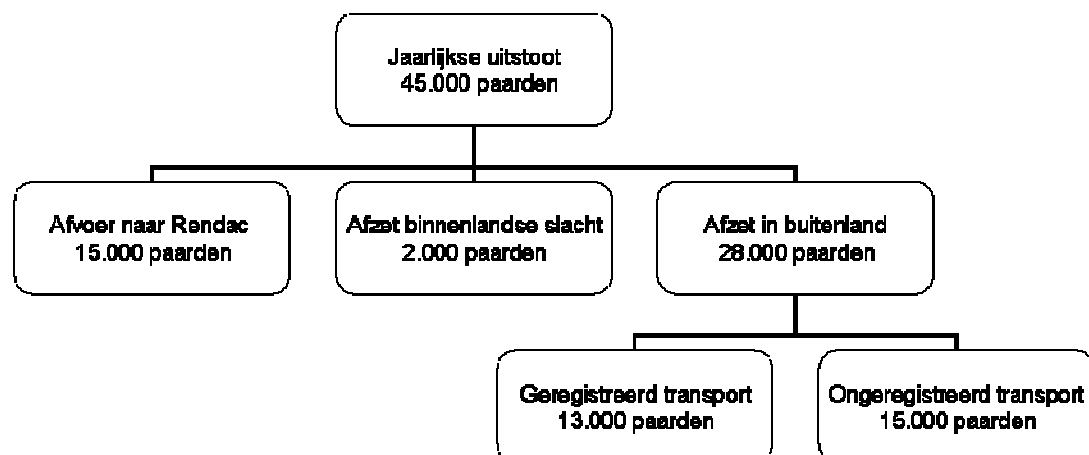 Jaarlijkse uitstoot
45.000 paarden
Afvoer naar Rendac
15.000 paarden
Afzet binnenlandse slacht
2.000 paarden
Afzet in buitenland
28.000 paarden
Geregistreerd transport
13.000 paarden
Ongeregistreerd transport
15.000 paarden